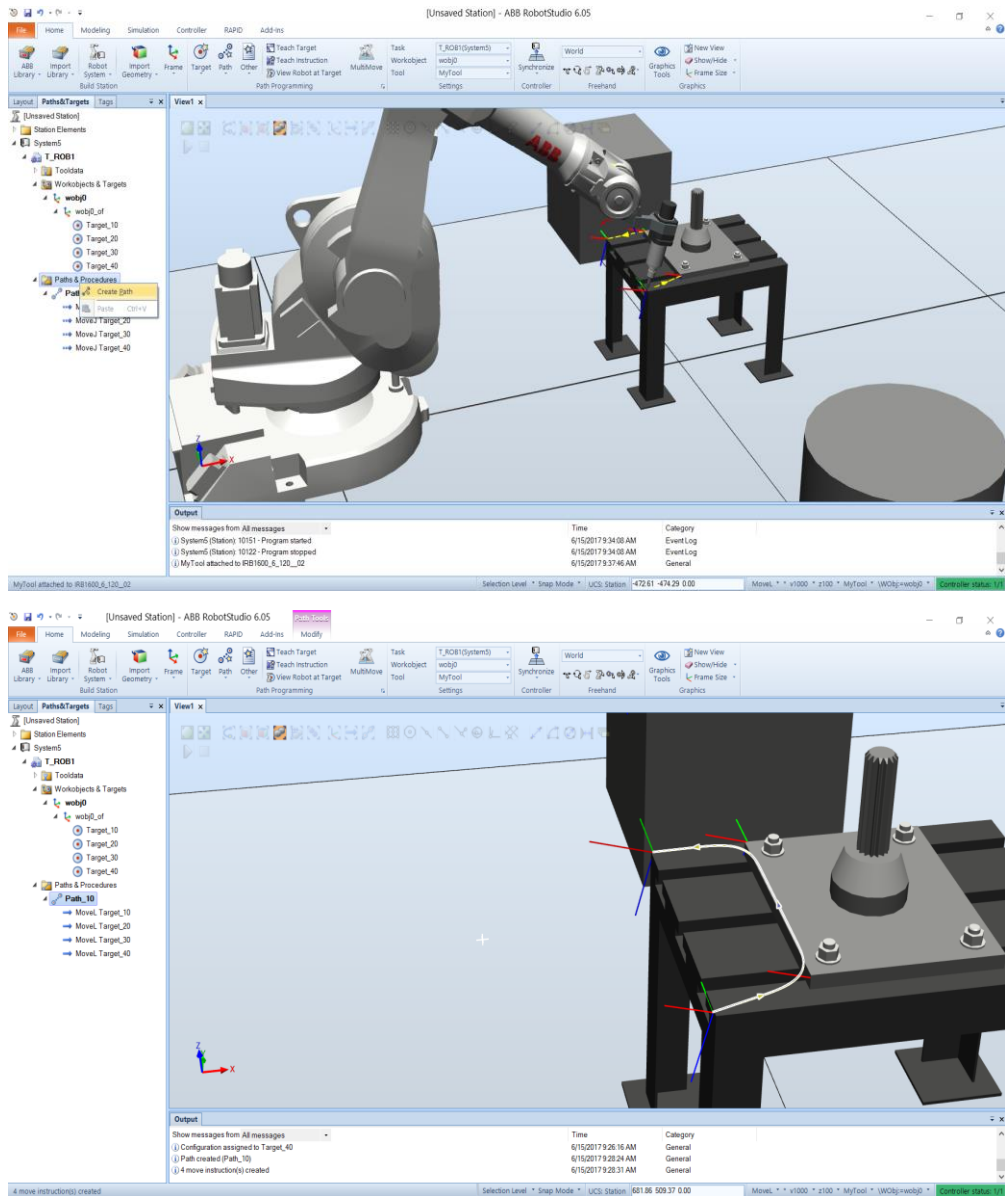 [Unsaved Station] - ABB RobotStudio 6.05
File Home Modeling Simulation Controller RAPID Add-Ins
ABB Library Import Library Robot System Import Geometry Frame Target Path Other Teach Target Teach Instruction View Robot at Target MultiMove Task T_ROB1(System5) Workobject wobj0 Tool MyTool Synchronize World Graphics Tools New View Show/Hide Frame Size
Build Station Path Programming Settings Controller Freehand Graphics
Layout Paths&Targets Tags View1
[Unsaved Station]
Station Elements
System5
T_ROB1
Tooldata
Workobjects & Targets
wobj0
wobj0_of
Target_10
Target_20
Target_30
Target_40
Paths & Procedures
Create Path
Paste Ctrl+V
MoveJ Target_20
MoveJ Target_30
MoveJ Target_40
ABB
Z
X
Output
Show messages from All messages Time Category
System5 (Station): 10151 - Program started 6/15/2017 9:34:08 AM Event Log
System5 (Station): 10122 - Program stopped 6/15/2017 9:34:08 AM Event Log
MyTool attached to IRB1600_6_120__02 6/15/2017 9:37:46 AM General
MyTool attached to IRB1600_6_120__02 Selection Level Snap Mode UCS: Station -472.61 -474.29 0.00 MoveL * * v1000 * z100 * MyTool * \WObj:=wobj0 Controller status: 1/1
[Unsaved Station] - ABB RobotStudio 6.05 Path Tools
File Home Modeling Simulation Controller RAPID Add-Ins Modify
ABB Library Import Library Robot System Import Geometry Frame Target Path Other Teach Target Teach Instruction View Robot at Target MultiMove Task T_ROB1(System5) Workobject wobj0 Tool MyTool Synchronize World Graphics Tools New View Show/Hide Frame Size
Build Station Path Programming Settings Controller Freehand Graphics
Layout Paths&Targets Tags View1
[Unsaved Station]
Station Elements
System5
T_ROB1
Tooldata
Workobjects & Targets
wobj0
wobj0_of
Target_10
Target_20
Target_30
Target_40
Paths & Procedures
Path_10
MoveL Target_10
MoveL Target_20
MoveL Target_30
MoveL Target_40
Z
X
Output
Show messages from All messages Time Category
Configuration assigned to Target_40 6/15/2017 9:26:16 AM General
Path created (Path_10) 6/15/2017 9:28:24 AM General
4 move instruction(s) created 6/15/2017 9:28:31 AM General
4 move instruction(s) created Selection Level Snap Mode UCS: Station 681.86 509.37 0.00 MoveL * * v1000 * z100 * MyTool * \WObj:=wobj0 Controller status: 1/1